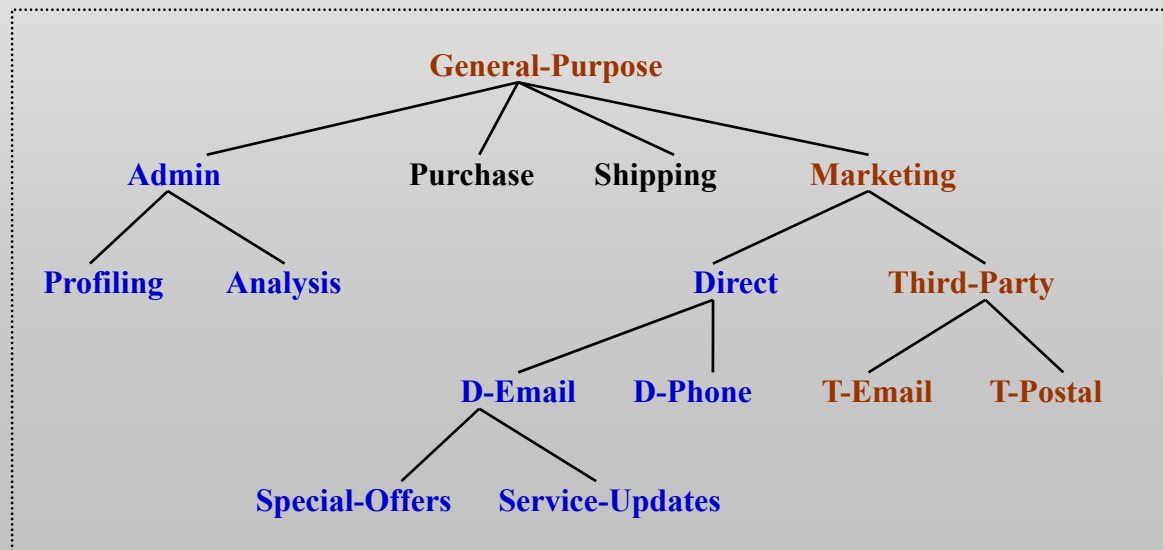 General-Purpose
Admin Purchase Shipping Marketing
Profiling Analysis Direct Third-Party
D-Email D-Phone T-Email T-Postal
Special-Offers Service-Updates